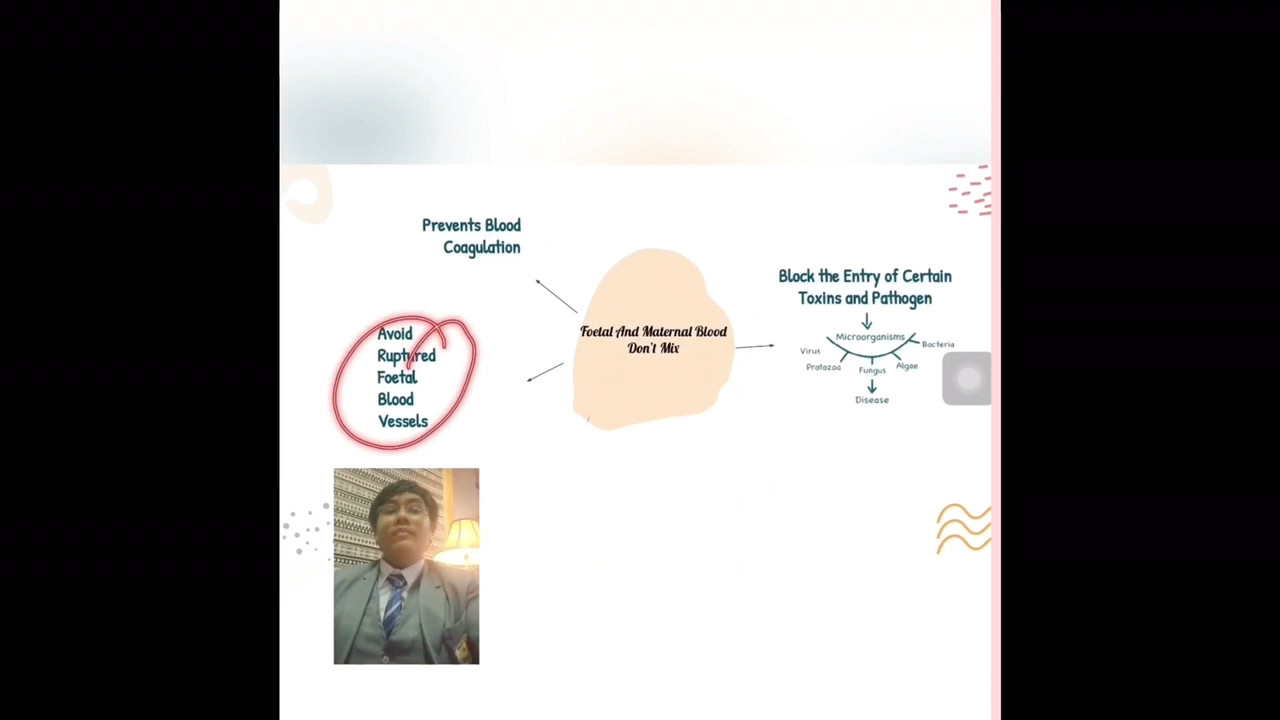 Prevents Blood
Coagulation
Block the Entry of Certain
Toxins and Pathogen
Avoid
Ruptured
Foetal
Blood
Vessels
Foetal And Maternal Blood
Don't Mix
Microorganisms
Virus
Bacteria
Protozoa
Fungus
Algae
Disease